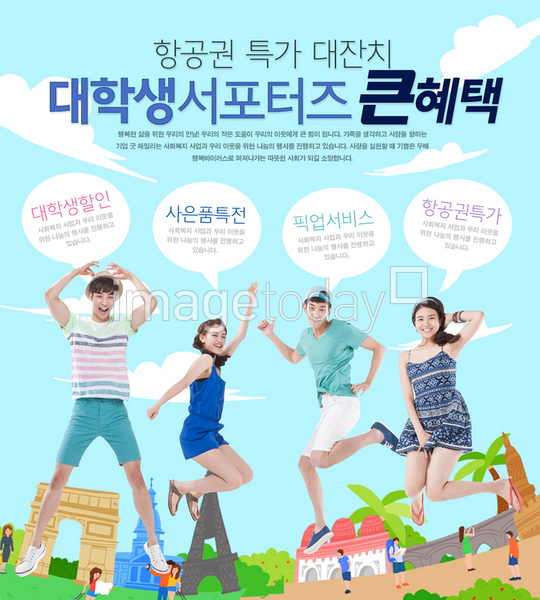 항공권 특가 대잔치
대학생서포터즈 큰혜택
행복한 삶을 위한 우리의 만남! 우리의 작은 도움이 우리의 이웃에게 큰 힘이 됩니다. 가족을 생각하고 사랑을 향하는
기업 굿 패밀리는 사회복지 사업과 우리 이웃을 위한 나눔의 행사를 진행하고 있습니다. 사랑을 실천할 때 기쁨은 두배
행복바이러스로 퍼져나가는 따뜻한 사회가 되길 소망합니다.
대학생할인
사회복지 사업과 우리 이웃을
위한 나눔의 행사를 진행하고
있습니다.
사은품특전
사회복지 사업과 우리 이웃을
위한 나눔의 행사를 진행하고
있습니다.
픽업서비스
사회복지 사업과 우리 이웃을
위한 나눔의 행사를 진행하고
있습니다.
항공권특가
사회복지 사업과 우리 이웃을
위한 나눔의 행사를 진행하고
있습니다.
imagetoday